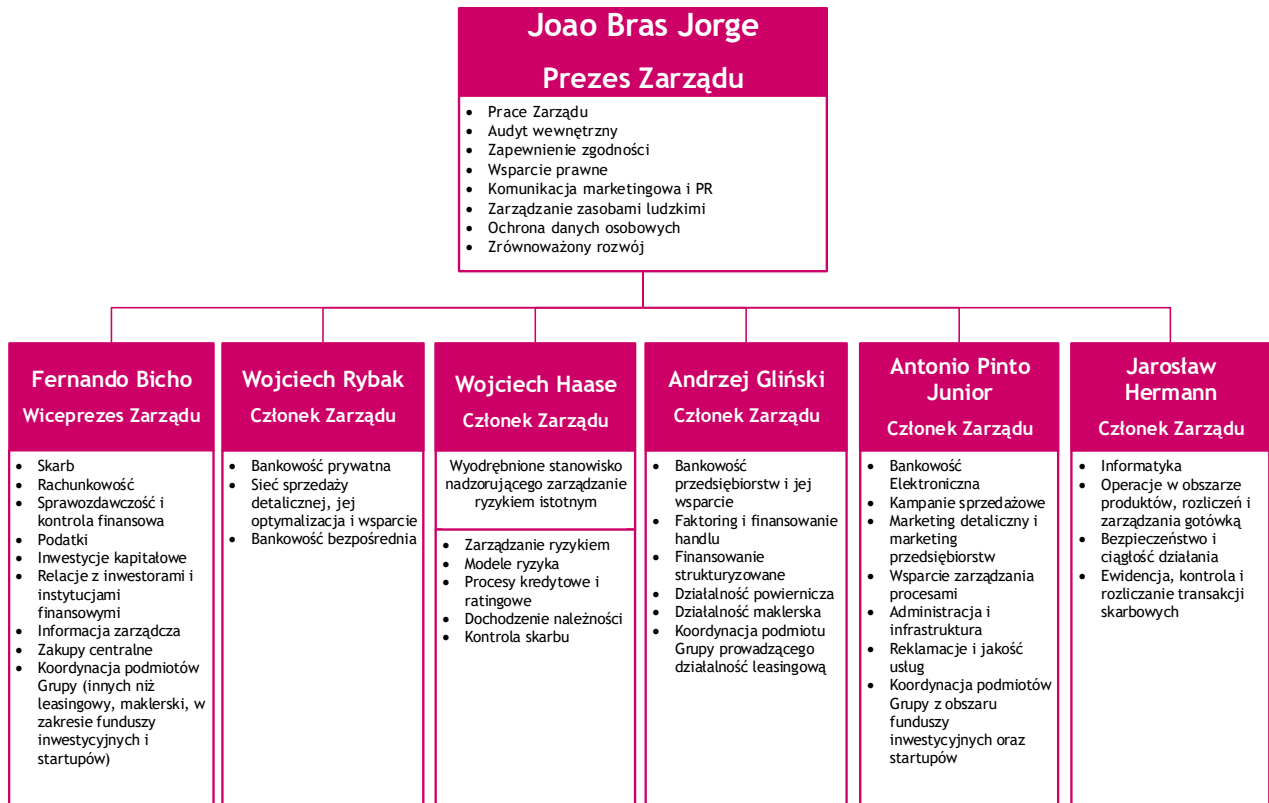 Joao Bras Jorge
Prezes Zarządu
• Prace Zarządu
• Audyt wewnętrzny
• Zapewnienie zgodności
• Wsparcie prawne
• Komunikacja marketingowa i PR
• Zarządzanie zasobami ludzkimi
• Ochrona danych osobowych
• Zrównoważony rozwój
Fernando Bicho
Wiceprezes Zarządu
• Skarb
• Rachunkowość
• Sprawozdawczość i
kontrola finansowa
• Podatki
• Inwestycje kapitałowe
• Relacje z inwestorami i
instytucjami
finansowymi
• Informacja zarządcza
• Zakupy centralne
• Koordynacja podmiotów
Grupy (innych niż
leasingowy, maklerski, w
zakresie funduszy
inwestycyjnych i
startupów)
Wojciech Rybak
Członek Zarządu
• Bankowość prywatna
• Sieć sprzedaży
detalicznej, jej
optymalizacja i wsparcie
• Bankowość bezpośrednia
Wojciech Haase
Członek Zarządu
Wyodrębnione stanowisko
nadzorującego zarządzanie
ryzykiem istotnym
• Zarządzanie ryzykiem
• Modele ryzyka
• Procesy kredytowe i
ratingowe
• Dochodzenie należności
• Kontrola skarbu
Andrzej Gliński
Członek Zarządu
• Bankowość
przedsiębiorstw i jej
wsparcie
• Faktoring i finansowanie
handlu
• Finansowanie
strukturyzowane
• Działalność powiernicza
• Działalność maklerska
• Koordynacja podmiotu
Grupy prowadzącego
działalność leasingową
Antonio Pinto
Junior
Członek Zarządu
• Bankowość
Elektroniczna
• Kampanie sprzedażowe
• Marketing detaliczny i
marketing
przedsiębiorstw
• Wsparcie zarządzania
procesami
• Administracja i
infrastruktura
• Reklamacje i jakość
usług
• Koordynacja podmiotów
Grupy z obszaru
funduszy
inwestycyjnych oraz
startupów
Jarosław
Hermann
Członek Zarządu
• Informatyka
• Operacje w obszarze
produktów, rozliczeń i
zarządzania gotówką
• Bezpieczeństwo i
ciągłość działania
• Ewidencja, kontrola i
rozliczanie transakcji
skarbowych